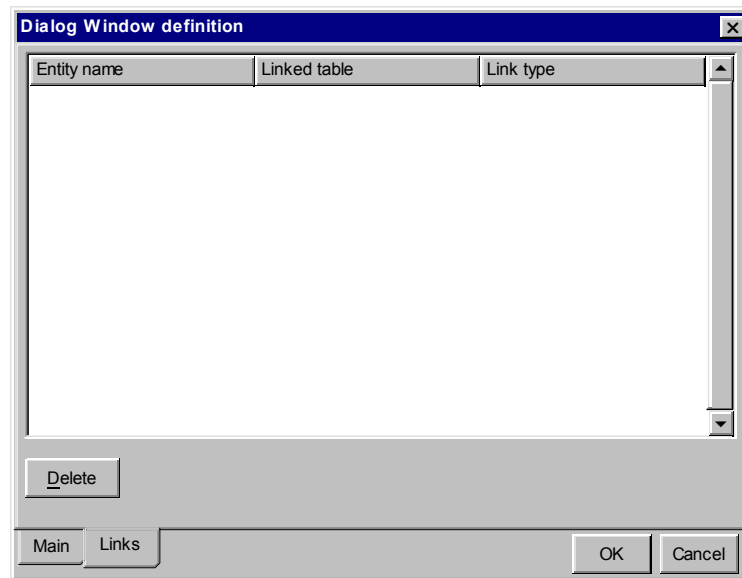 Dialog Window definition
Entity name Linked table Link type
Delete
Main Links OK Cancel